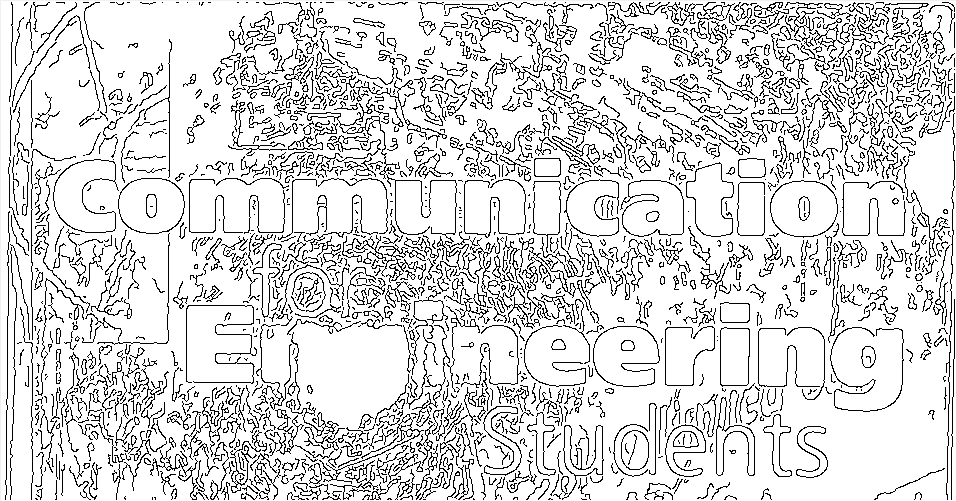 Communication
for
Engineering
Students